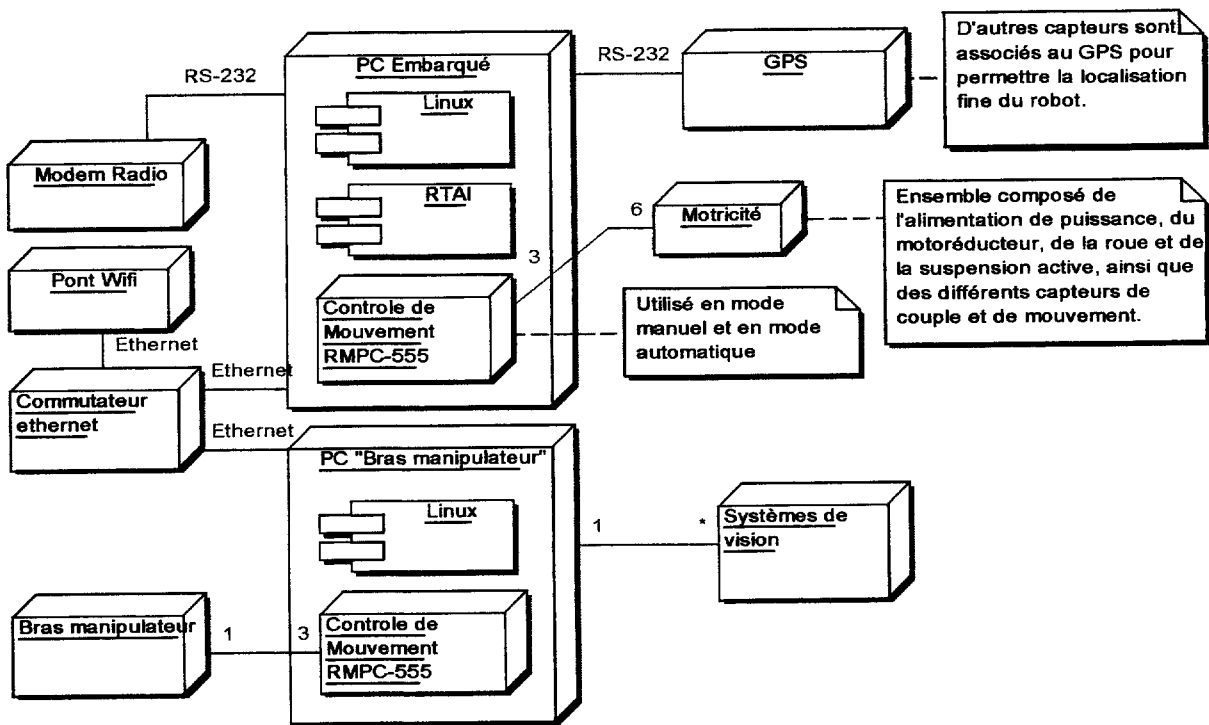 D'autres capteurs sont
associés au GPS pour
permettre la localisation
fine du robot.
GPS
RS-232
PC Embarqué
RS-232
Linux
RTAI
Modem Radio
Pont Wifi
Ethernet
Ethernet
Commutateur
ethernet
Ethernet
3
6
Motricité
Ensemble composé de
l'alimentation de puissance, du
motoréducteur, de la roue et de
la suspension active, ainsi que
des différents capteurs de
couple et de mouvement.
Controle de
Mouvement
RMPC-555
Utilisé en mode
manuel et en mode
automatique
PC "Bras manipulateur"
Linux
1
*
Systèmes de
vision
Bras manipulateur
1
3
Controle de
Mouvement
RMPC-555